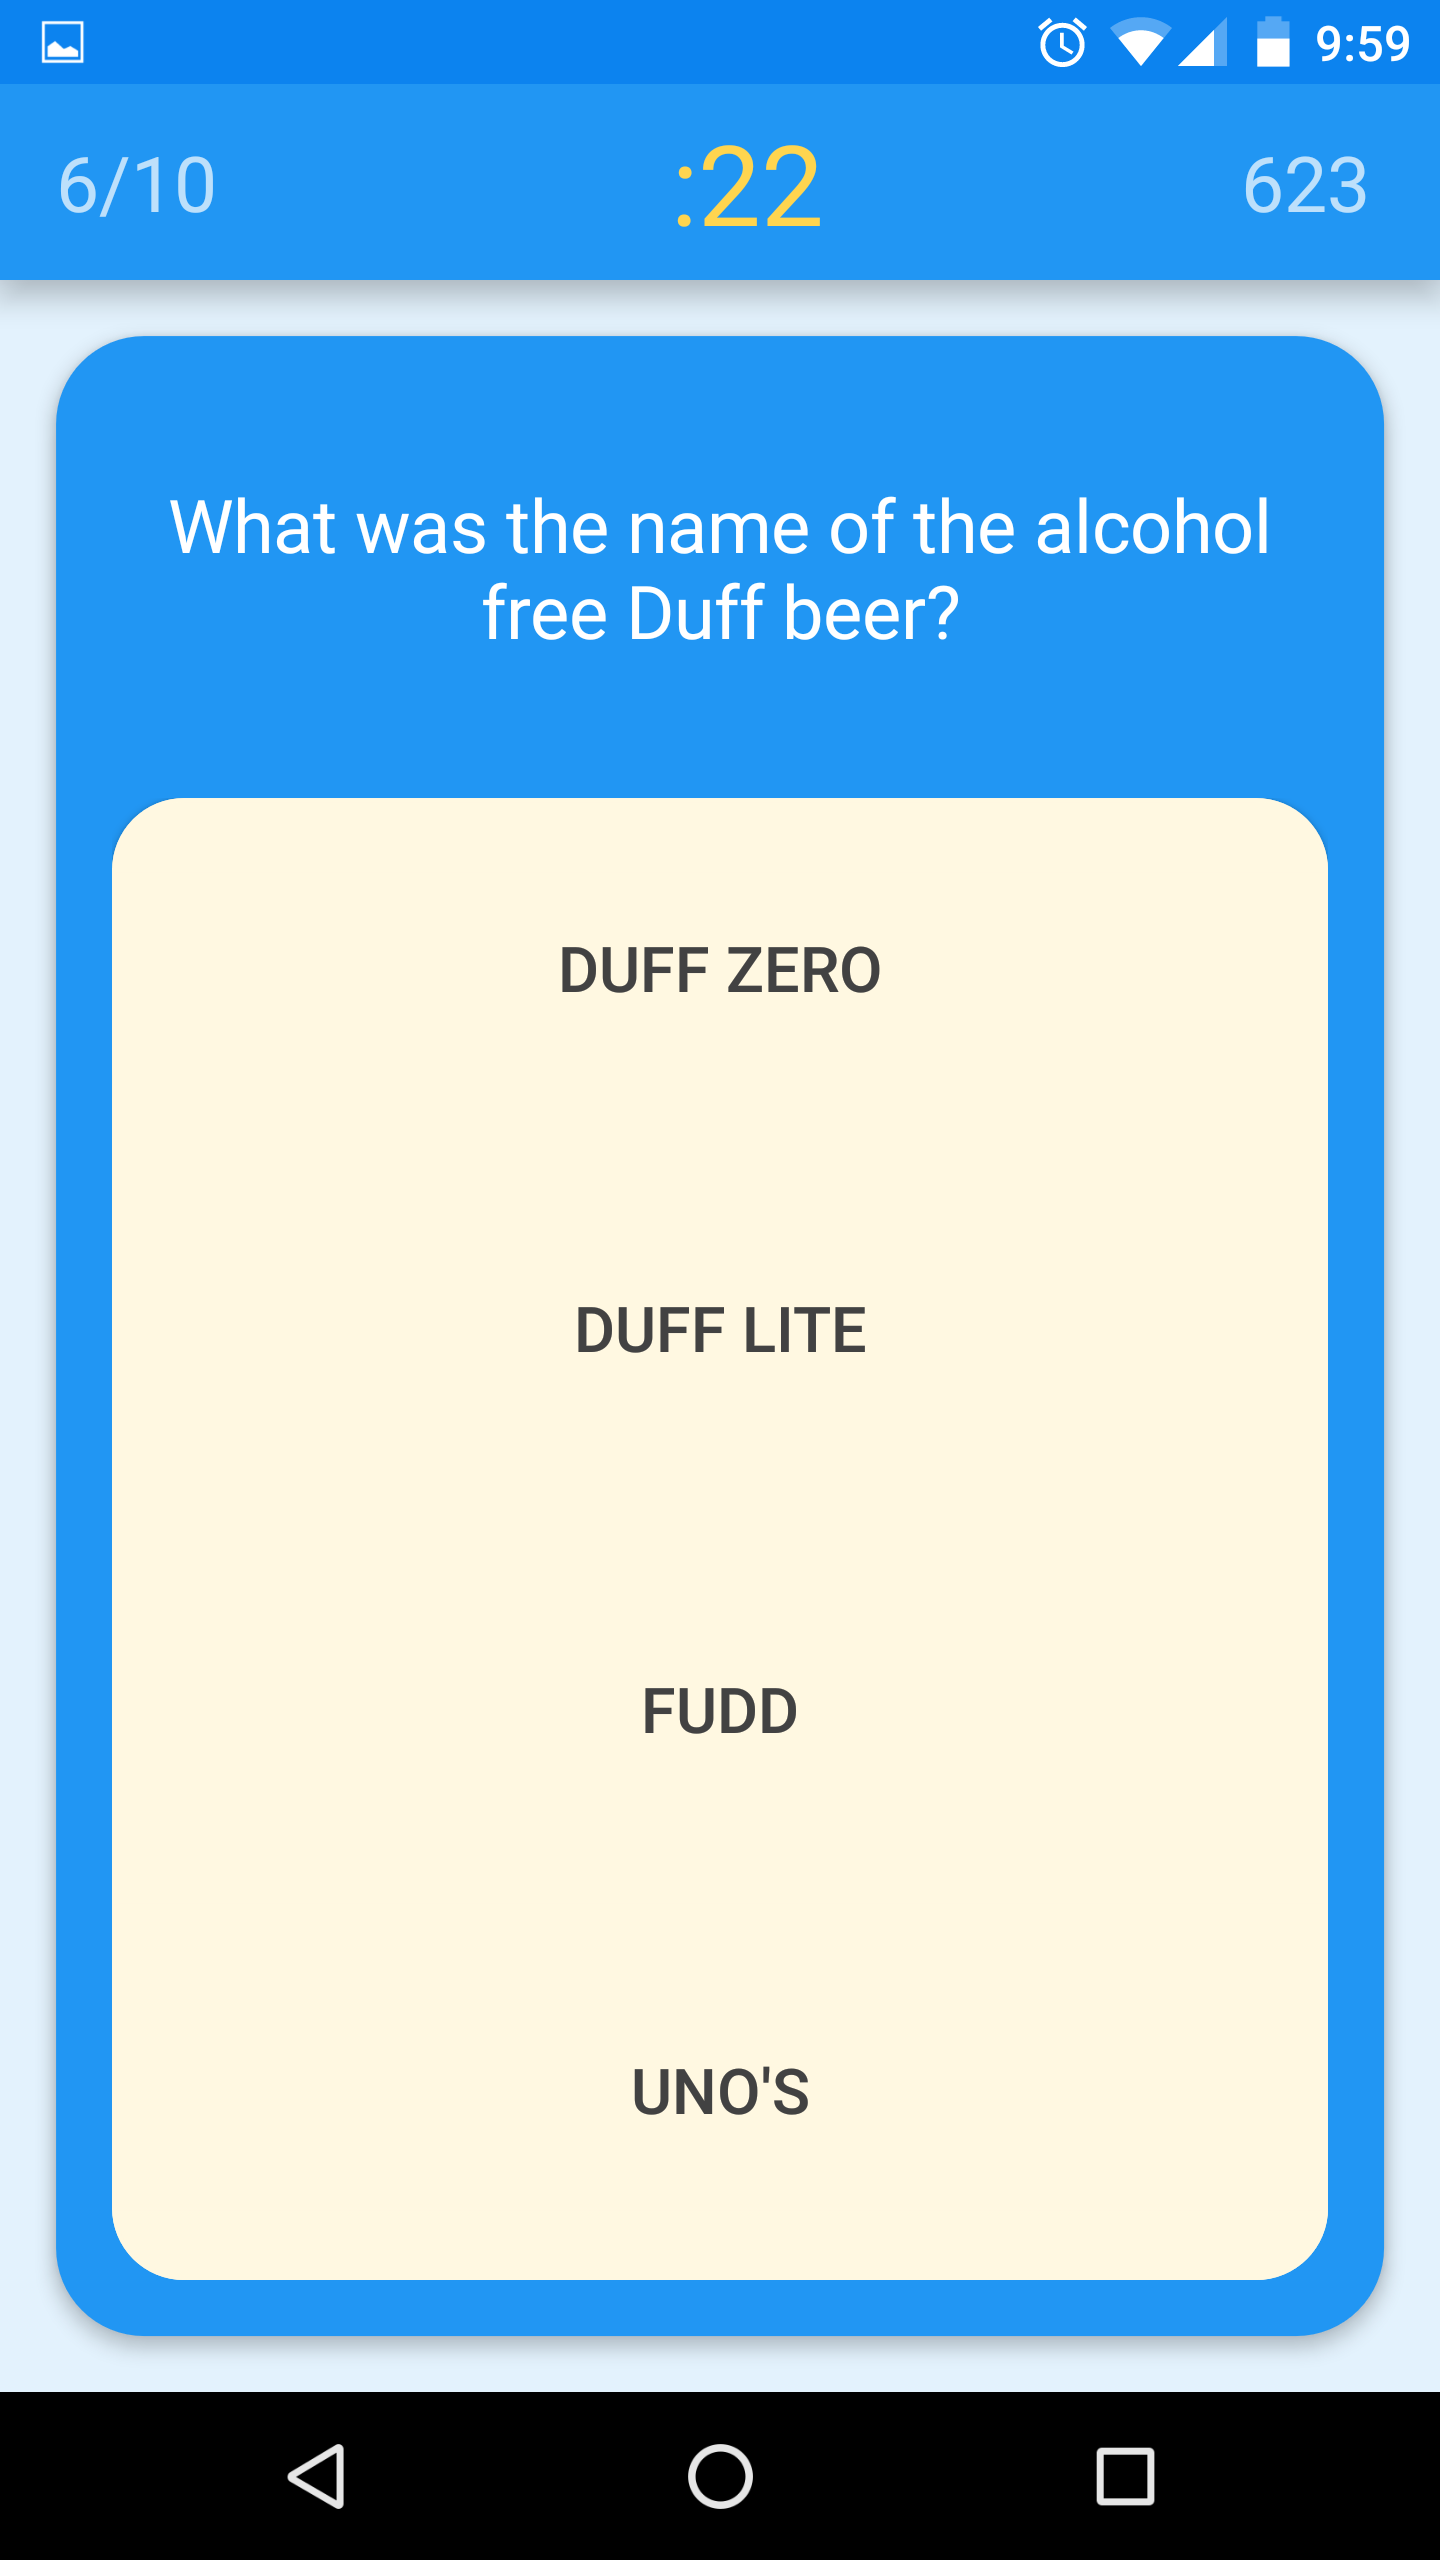 9:59
6/10
:22
623
What was the name of the alcohol
free Duff beer?
DUFF ZERO
DUFF LITE
FUDD
UNO'S